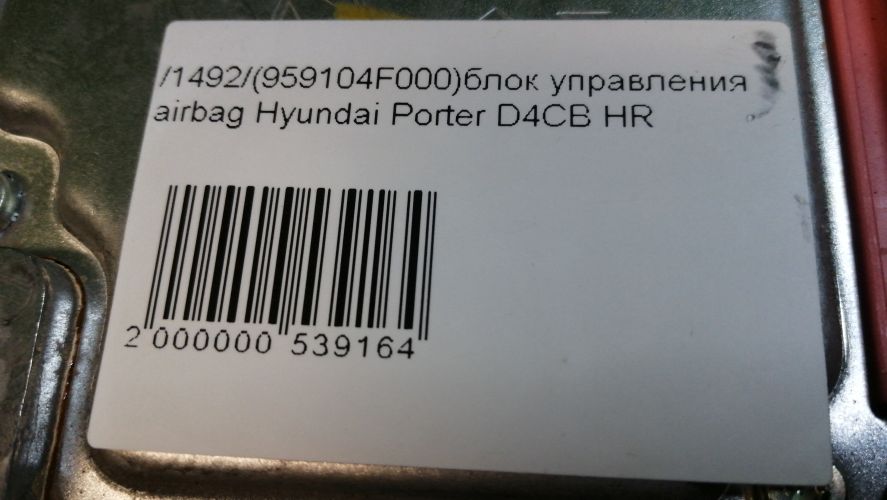 /1492/(959104F000)блок управления
airbag Hyundai Porter D4CB HR
2 000000 539164